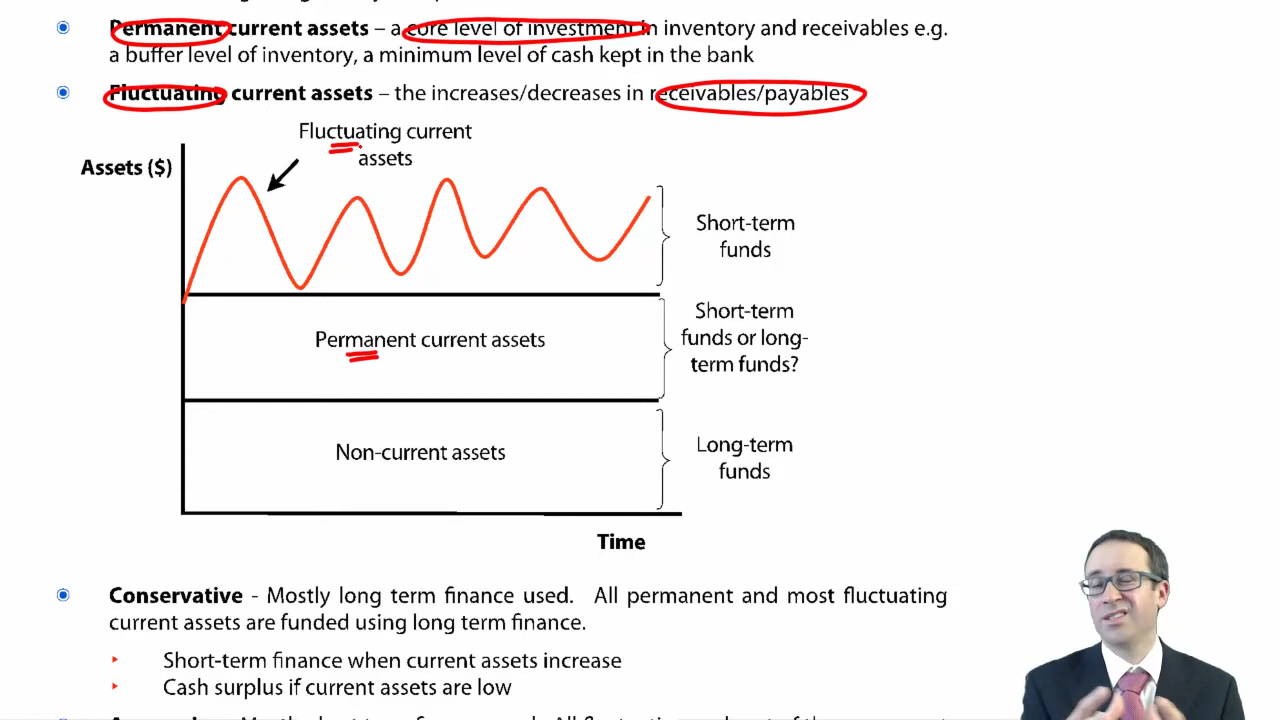 Permanent current assets – a core level of investment in inventory and receivables e.g.
a buffer level of inventory, a minimum level of cash kept in the bank
Fluctuating current assets – the increases/decreases in receivables/payables
Fluctuating current
assets
Assets ($)
Short-term
funds
Permanent current assets
Short-term
funds or long-
term funds?
Non-current assets
Long-term
funds
Time
Conservative - Mostly long term finance used. All permanent and most fluctuating
current assets are funded using long term finance.
Short-term finance when current assets increase
Cash surplus if current assets are low